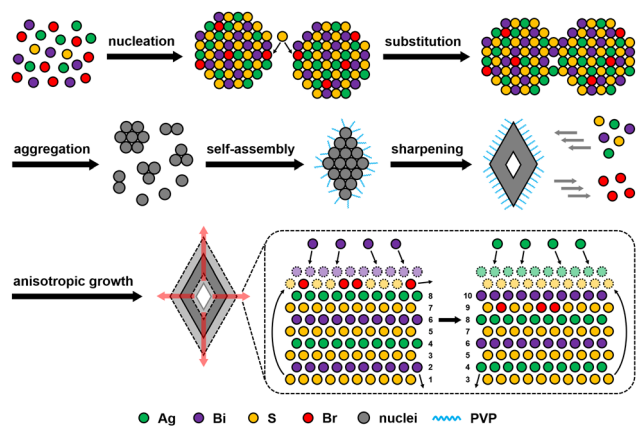 nucleation
substitution
aggregation
self-assembly
sharpening
anisotropic growth
8
7
6
5
4
3
2
1
10
9
8
7
6
5
4
3
Ag Bi S Br nuclei PVP